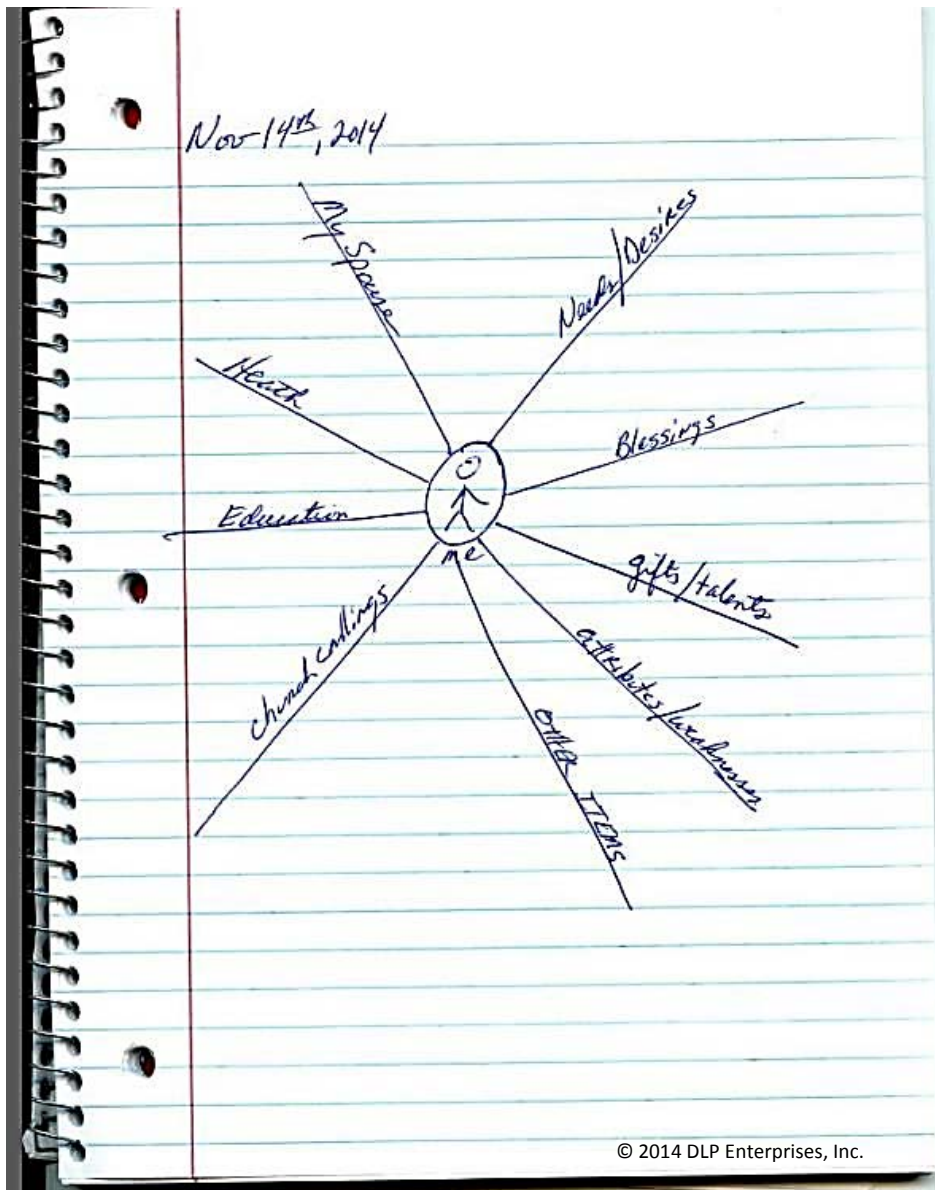 Nov 14th, 2014
My Spouse
Needs/Desires
Health
Blessings
Education
me
gifts/talents
church callings
attributes/weaknesses
OTHER ITEMS
© 2014 DLP Enterprises, Inc.